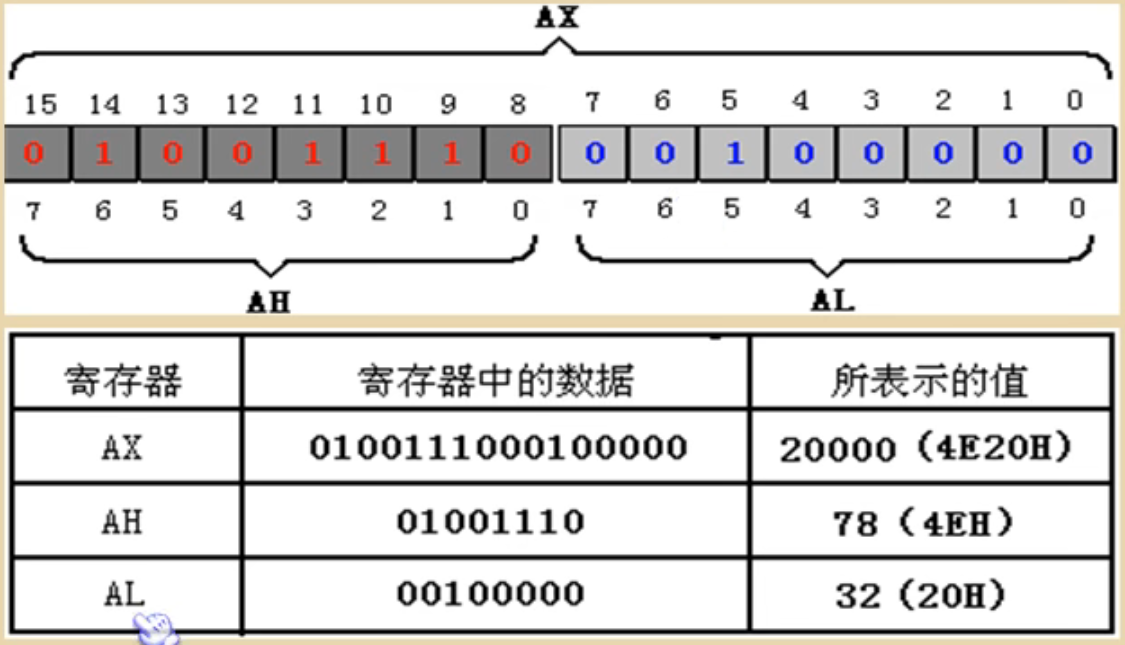 AX
15 14 13 12 11 10 9 8 7 6 5 4 3 2 1 0
0 1 0 0 1 1 1 0 0 0 1 0 0 0 0 0
7 6 5 4 3 2 1 0 7 6 5 4 3 2 1 0
AH AL
寄存器 寄存器中的数据 所表示的值
AX 0100111000100000 20000（4E20H）
AH 01001110 78（4EH）
AL 00100000 32（20H）